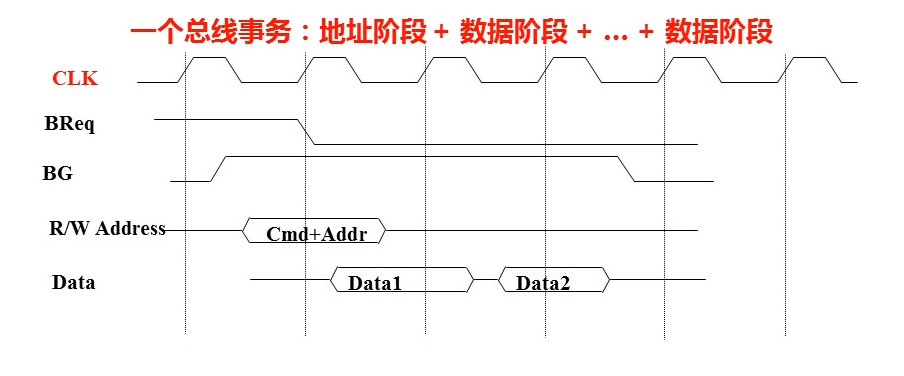 一个总线事务：地址阶段 + 数据阶段 + … + 数据阶段
CLK
BReq
BG
R/W Address
Cmd+Addr
Data
Data1
Data2